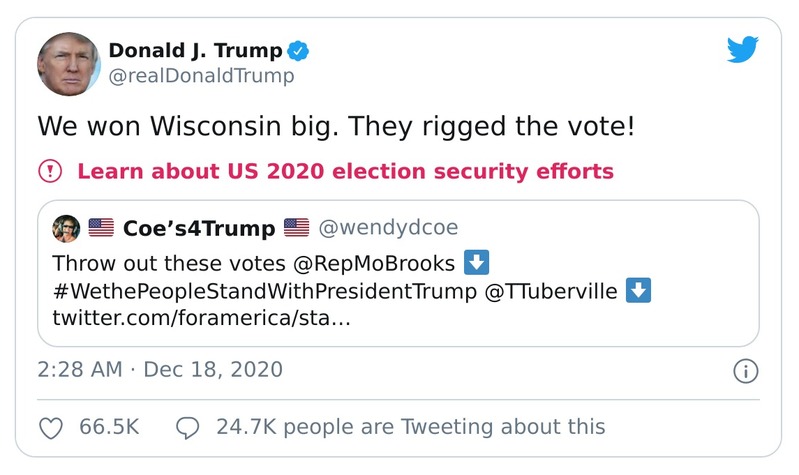 Donald J. Trump
@realDonaldTrump
We won Wisconsin big. They rigged the vote!
Learn about US 2020 election security efforts
🇺🇸 Coe’s4Trump 🇺🇸 @wendydcoe
Throw out these votes @RepMoBrooks ⬇️
#WethePeopleStandWithPresidentTrump @TTuberville ⬇️
twitter.com/foramerica/sta…
2:28 AM · Dec 18, 2020
66.5K 24.7K people are Tweeting about this